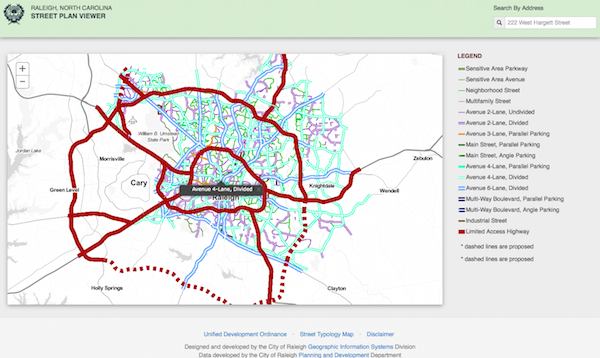 RALEIGH, NORTH CAROLINA
STREET PLAN VIEWER
Search By Address
222 West Hargett Street
+
−
William B. Umstead
State Park
Jordan Lake
Morrisville
Green Level
Cary
Avenue 4-Lane, Divided
Raleigh
Knightdale
Zebulon
Wendell
Holly Springs
Clayton
LEGEND
Sensitive Area Parkway
Sensitive Area Avenue
Neighborhood Street
Multifamily Street
Avenue 2-Lane, Undivided
Avenue 2-Lane, Divided
Avenue 3-Lane, Parallel Parking
Main Street, Parallel Parking
Main Street, Angle Parking
Avenue 4-Lane, Parallel Parking
Avenue 4-Lane, Divided
Avenue 6-Lane, Divided
Multi-Way Boulevard, Parallel Parking
Multi-Way Boulevard, Angle Parking
Industrial Street
Limited Access Highway
* dashed lines are proposed
* dashed lines are proposed
Unified Development Ordinance · Street Typology Map · Disclaimer
Designed and developed by the City of Raleigh Geographic Information Systems Division
Data developed by the City of Raleigh Planning and Development Department